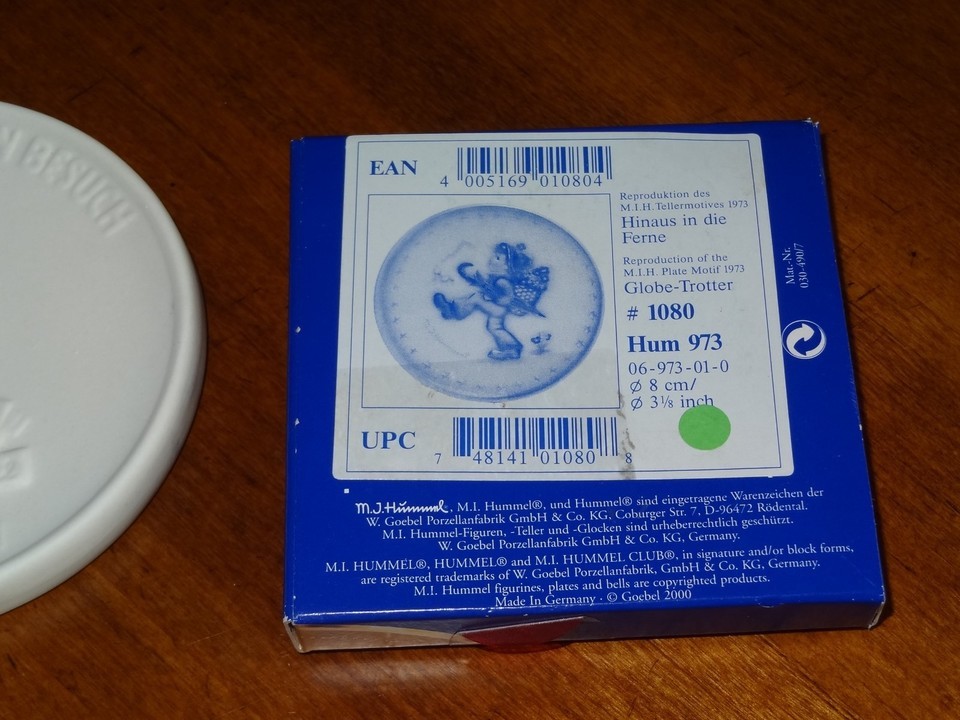 BESUCH
EAN
4 005169 010804
Reproduktion des
M.I.H. Tellermotives 1973
Hinaus in die
Ferne
Reproduction of the
M.I.H. Plate Motif 1973
Globe-Trotter
# 1080
Hum 973
06-973-01-0
ø 8 cm/
ø 3⅛ inch
UPC
7 48141 01080 8
Mat.-Nr.
030-490/7
M.J.Hummel, M.I. Hummel®, und Hummel® sind eingetragene Warenzeichen der
W. Goebel Porzellanfabrik GmbH & Co. KG, Coburger Str. 7, D-96472 Rödental.
M.I. Hummel-Figuren, -Teller und -Glocken sind urheberrechtlich geschützt.
W. Goebel Porzellanfabrik GmbH & Co. KG, Germany.
M.I. HUMMEL®, HUMMEL® and M.I. HUMMEL CLUB®, in signature and/or block forms,
are registered trademarks of W. Goebel Porzellanfabrik, GmbH & Co. KG, Germany.
M.I. Hummel figurines, plates and bells are copyrighted products.
Made In Germany · © Goebel 2000